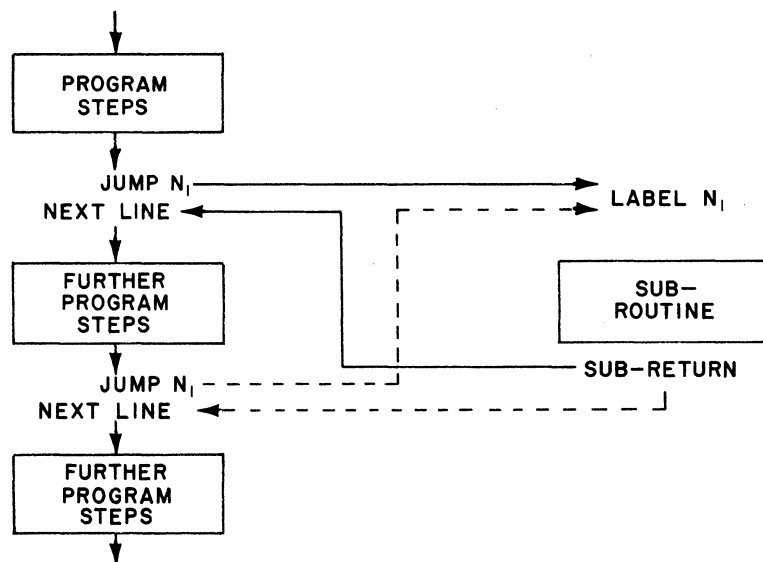 PROGRAM
STEPS
JUMP N₁
NEXT LINE
LABEL N₁
FURTHER
PROGRAM
STEPS
SUB-
ROUTINE
SUB-RETURN
JUMP N₁
NEXT LINE
FURTHER
PROGRAM
STEPS